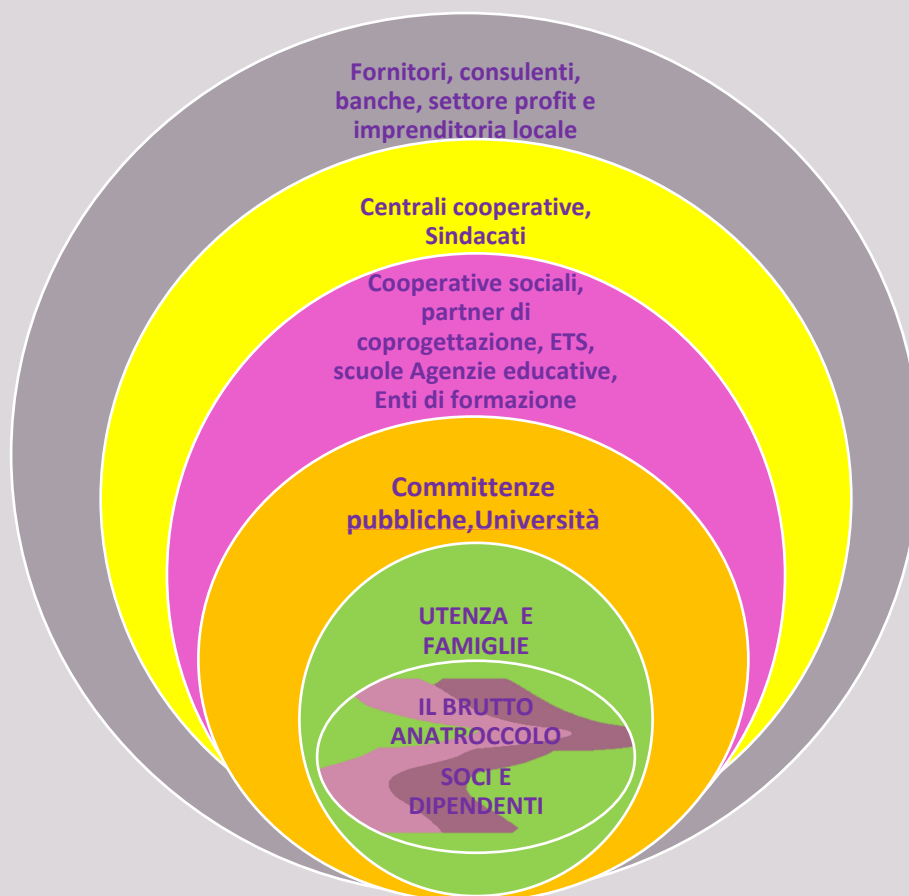 Fornitori, consulenti,
banche, settore profit e
imprenditoria locale
Centrali cooperative,
Sindacati
Cooperative sociali,
partner di
coprogettazione, ETS,
scuole Agenzie educative,
Enti di formazione
Committenze
pubbliche,Università
UTENZA E
FAMIGLIE
IL BRUTTO
ANATROCCOLO
SOCI E
DIPENDENTI